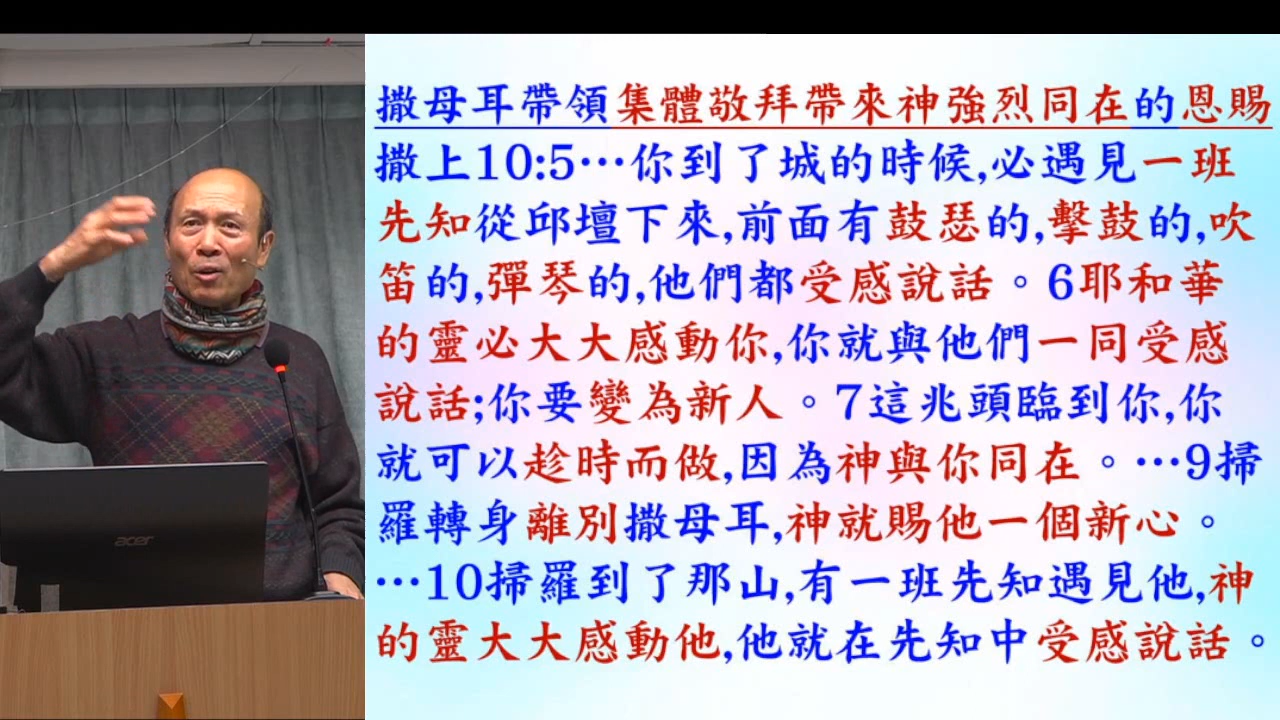 撒母耳帶領集體敬拜帶來神強烈同在的恩賜
撒上10:5…你到了城的時候,必遇見一班
先知從邱壇下來,前面有鼓瑟的,擊鼓的,吹
笛的,彈琴的,他們都受感說話。6耶和華
的靈必大大感動你,你就與他們一同受感
說話;你要變為新人。7這兆頭臨到你,你
就可以趁時而做,因為神與你同在。…9掃
羅轉身離別撒母耳,神就賜他一個新心。
…10掃羅到了那山,有一班先知遇見他,神
的靈大大感動他,他就在先知中受感說話。
acer